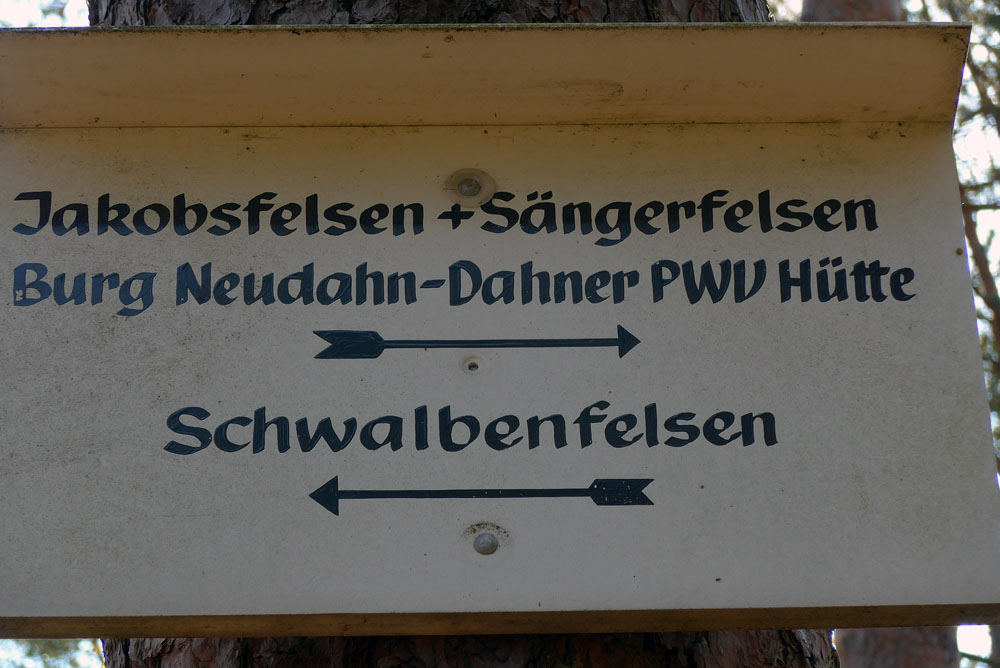 Jakobsfelsen + Sängerfelsen
Burg Neudahn-Dahner PWV Hütte
Schwalbenfelsen